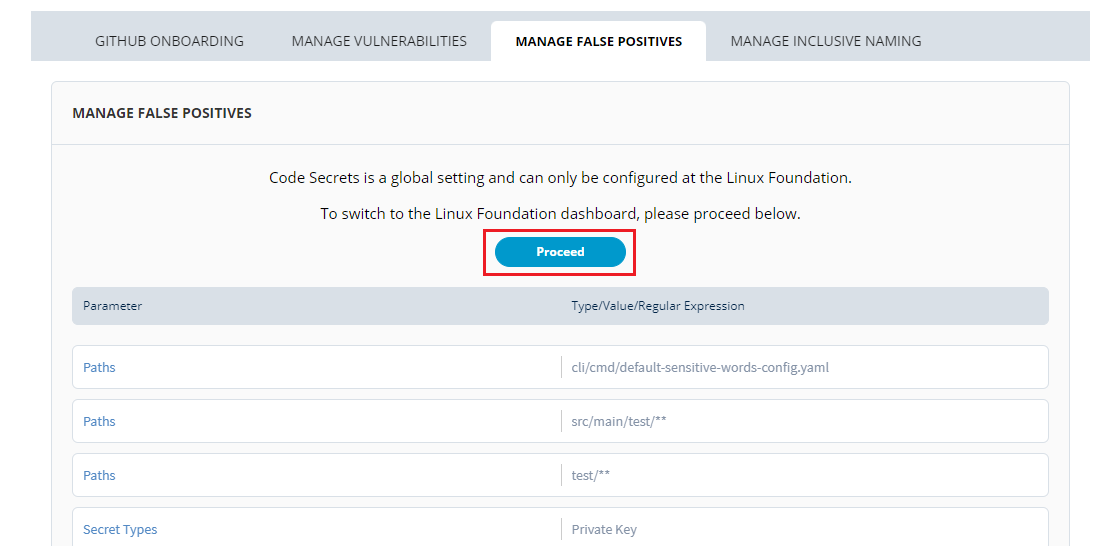 GITHUB ONBOARDING MANAGE VULNERABILITIES MANAGE FALSE POSITIVES MANAGE INCLUSIVE NAMING
MANAGE FALSE POSITIVES
Code Secrets is a global setting and can only be configured at the Linux Foundation.
To switch to the Linux Foundation dashboard, please proceed below.
Proceed
Parameter Type/Value/Regular Expression
Paths cli/cmd/default-sensitive-words-config.yaml
Paths src/main/test/**
Paths test/**
Secret Types Private Key